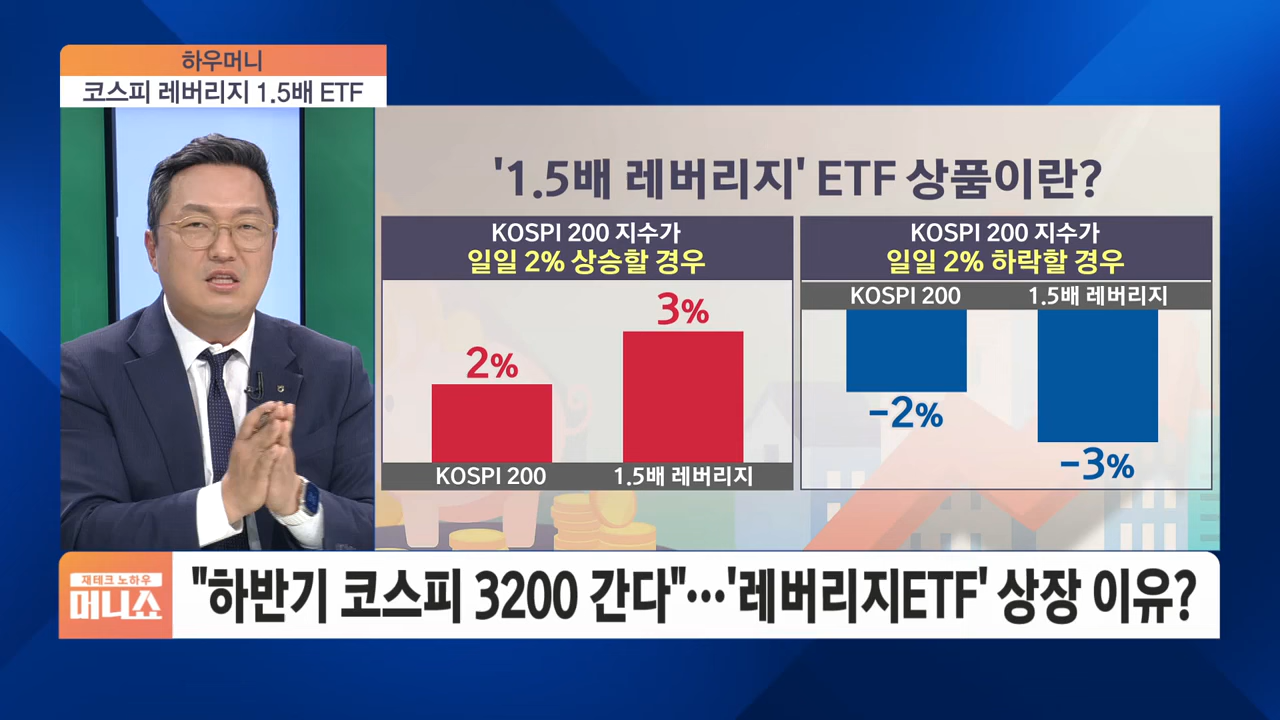 하우머니
코스피 레버리지 1.5배 ETF
'1.5배 레버리지' ETF 상품이란?
KOSPI 200 지수가
일일 2% 상승할 경우
2%
3%
KOSPI 200
1.5배 레버리지
KOSPI 200 지수가
일일 2% 하락할 경우
KOSPI 200
1.5배 레버리지
-2%
-3%
재테크 노하우
머니쇼
"하반기 코스피 3200 간다"…'레버리지ETF' 상장 이유?